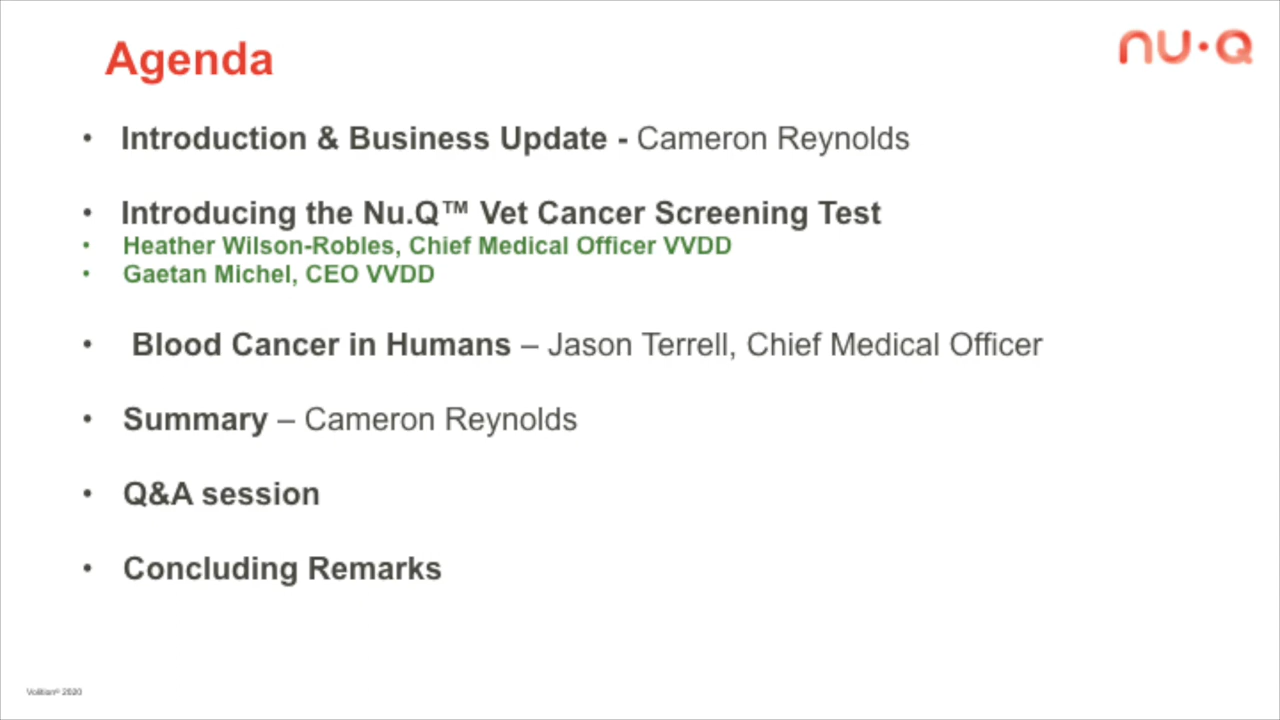 Agenda
nu·Q
• Introduction & Business Update - Cameron Reynolds
• Introducing the Nu.Q™ Vet Cancer Screening Test
• Heather Wilson-Robles, Chief Medical Officer VVDD
• Gaetan Michel, CEO VVDD
• Blood Cancer in Humans – Jason Terrell, Chief Medical Officer
• Summary – Cameron Reynolds
• Q&A session
• Concluding Remarks
Volition® 2020